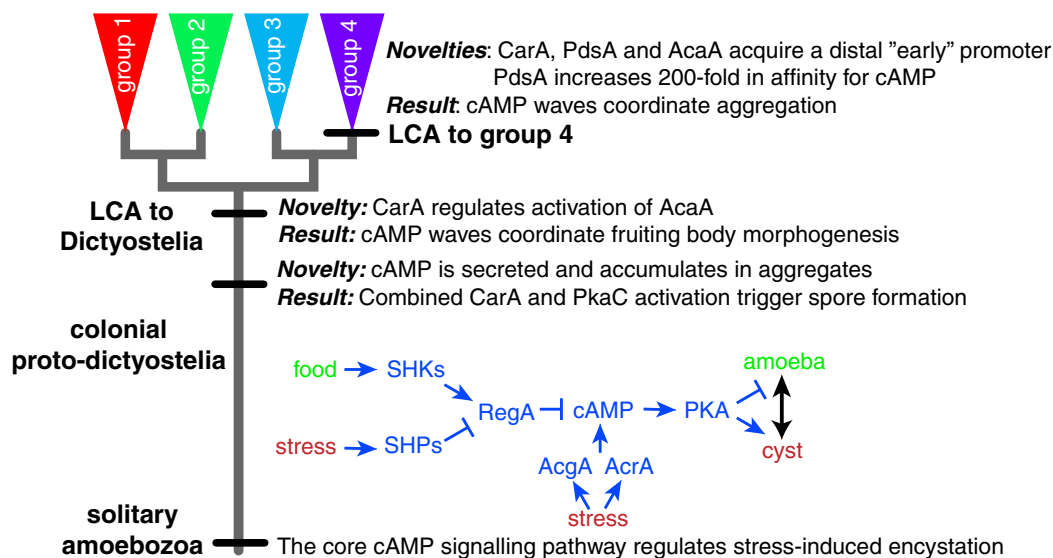 group 1
group 2
group 3
group 4
Novelties: CarA, PdsA and AcaA acquire a distal ”early” promoter
PdsA increases 200-fold in affinity for cAMP
Result: cAMP waves coordinate aggregation
LCA to group 4
LCA to
Dictyostelia
Novelty: CarA regulates activation of AcaA
Result: cAMP waves coordinate fruiting body morphogenesis
Novelty: cAMP is secreted and accumulates in aggregates
Result: Combined CarA and PkaC activation trigger spore formation
colonial
proto-dictyostelia
food
SHKs
amoeba
RegA
cAMP
PKA
stress
SHPs
cyst
AcgA
AcrA
stress
solitary
amoebozoa
The core cAMP signalling pathway regulates stress-induced encystation